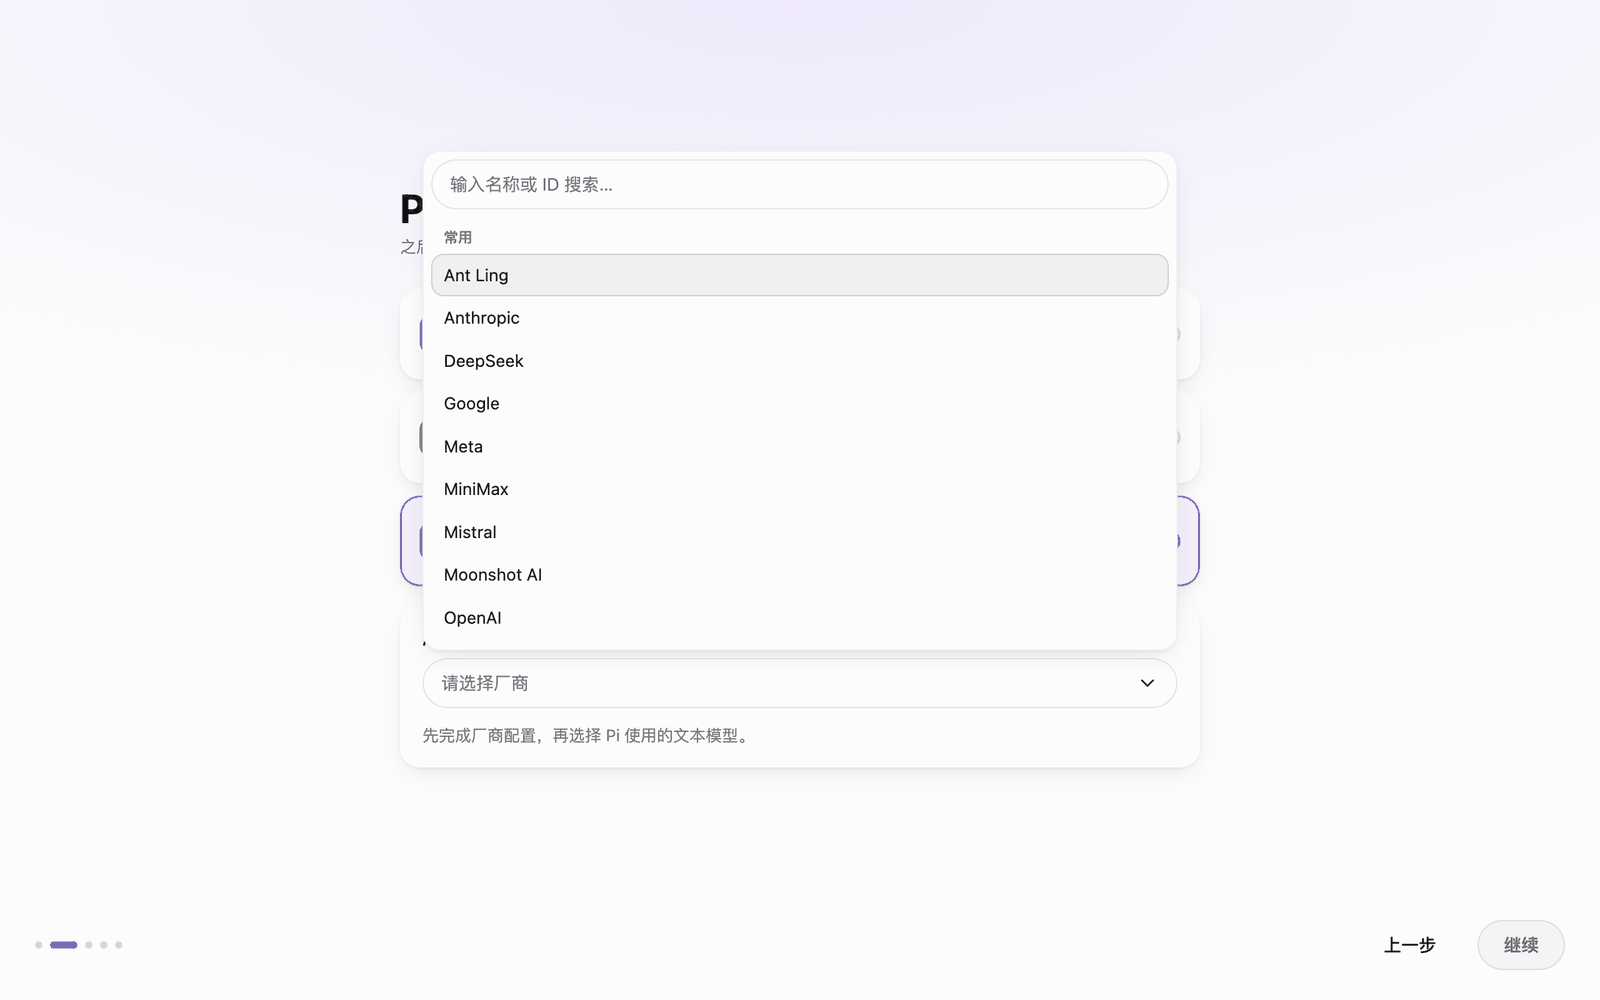 输入名称或 ID 搜索...
P
之
常用
Ant Ling
Anthropic
DeepSeek
Google
Meta
MiniMax
Mistral
Moonshot AI
OpenAI
请选择厂商
先完成厂商配置，再选择 Pi 使用的文本模型。
上一步
继续